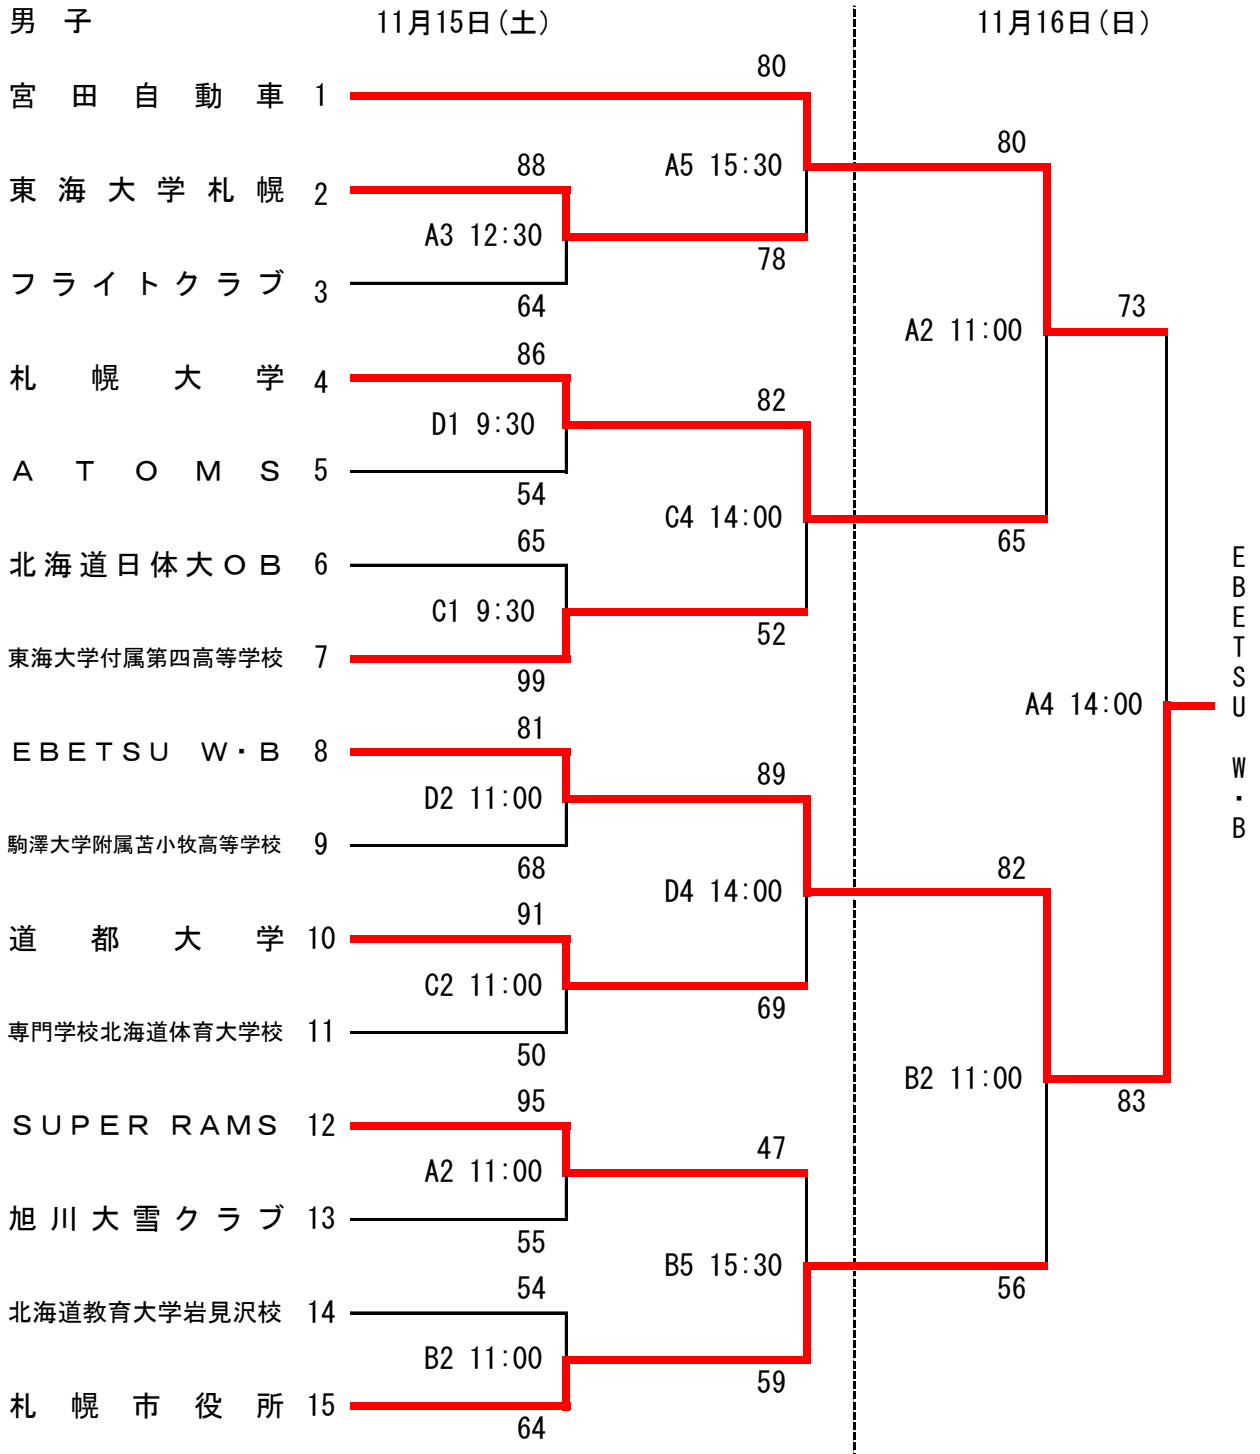 男子 11月15日(土) 11月16日(日)
80
宮田自動車 1
80
88
A5 15:30
東海大学札幌 2
A3 12:30
78
フライトクラブ 3
64
73
A2 11:00
86
札幌大学 4
82
D1 9:30
ATOMS 5
54
C4 14:00
65
65
北海道日体大OB 6
C1 9:30
52
東海大学付属第四高等学校 7
99
A4 14:00
EBETSU W・B
81
EBETSU W・B 8
89
D2 11:00
駒澤大学附属苫小牧高等学校 9
68
82
D4 14:00
91
道都大学 10
C2 11:00
69
専門学校北海道体育大学校 11
50
B2 11:00
83
95
SUPER RAMS 12
47
A2 11:00
旭川大雪クラブ 13
55
B5 15:30
54
56
北海道教育大学岩見沢校 14
B2 11:00
59
札幌市役所 15
64